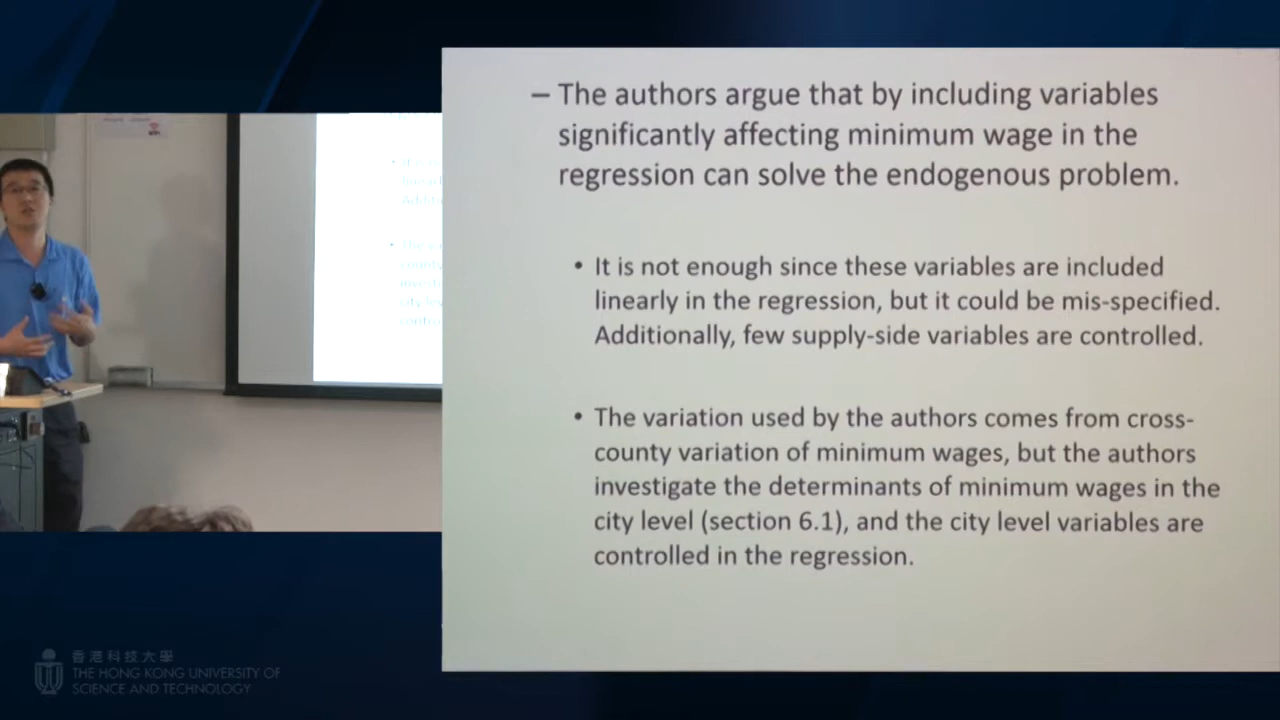 – The authors argue that by including variables
significantly affecting minimum wage in the
regression can solve the endogenous problem.
• It is not enough since these variables are included
linearly in the regression, but it could be mis-specified.
Additionally, few supply-side variables are controlled.
• The variation used by the authors comes from cross-
county variation of minimum wages, but the authors
investigate the determinants of minimum wages in the
city level (section 6.1), and the city level variables are
controlled in the regression.
香港科技大學
THE HONG KONG UNIVERSITY OF
SCIENCE AND TECHNOLOGY